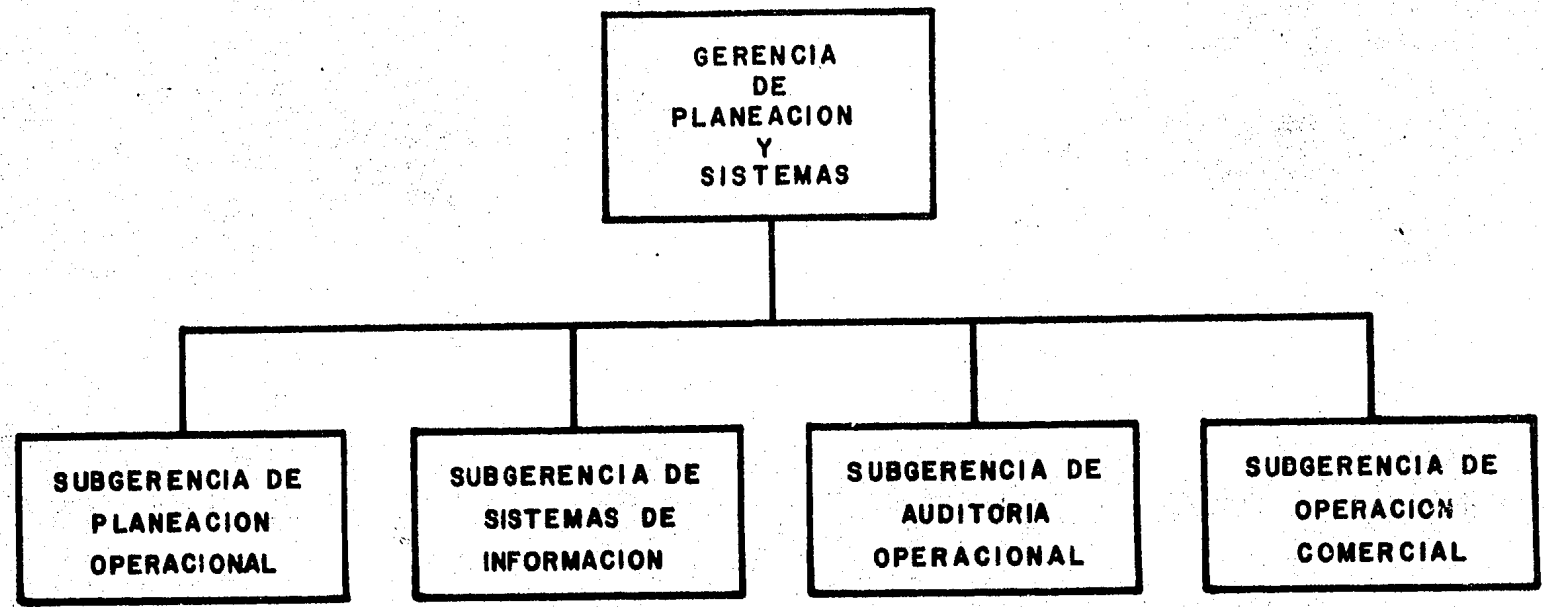 GERENCIA
DE
PLANEACION
Y
SISTEMAS
SUBGERENCIA DE
PLANEACION
OPERACIONAL
SUBGERENCIA DE
SISTEMAS DE
INFORMACION
SUBGERENCIA DE
AUDITORIA
OPERACIONAL
SUBGERENCIA DE
OPERACION
COMERCIAL